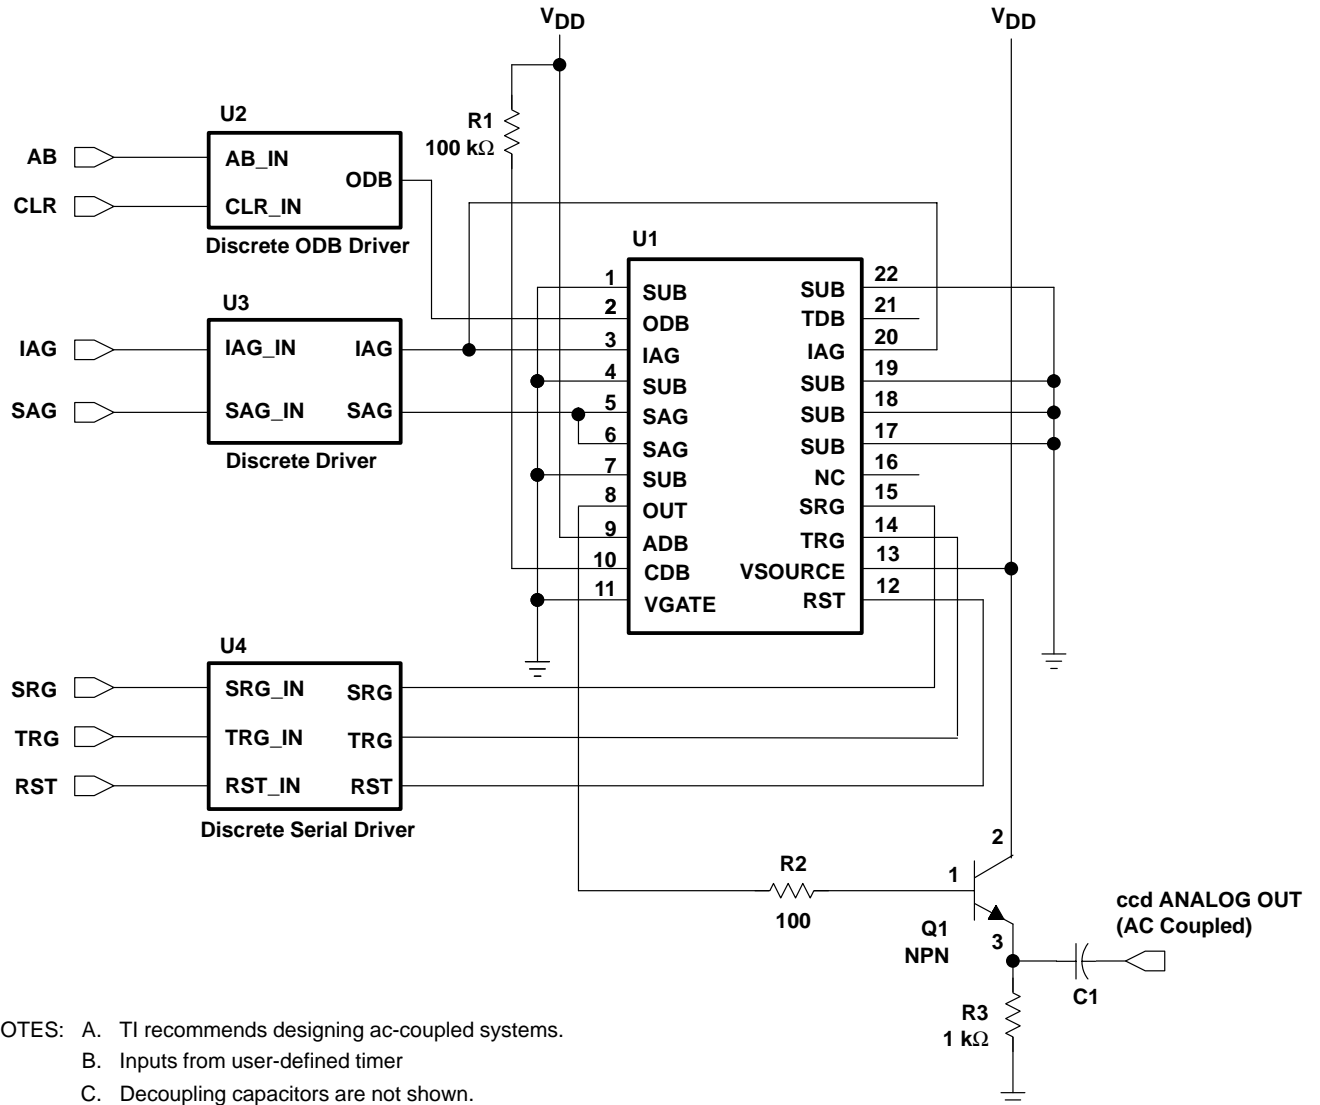 VDD
VDD
U2
AB
AB_IN
ODB
CLR
CLR_IN
Discrete ODB Driver
R1
100 kΩ
U1
U3
IAG
IAG_IN
IAG
SAG
SAG_IN
SAG
Discrete Driver
1
SUB
2
ODB
3
IAG
4
SUB
5
SAG
6
SAG
7
SUB
8
OUT
9
ADB
10
CDB
11
VGATE
22
SUB
21
TDB
20
IAG
19
SUB
18
SUB
17
SUB
16
NC
15
SRG
14
TRG
13
VSOURCE
12
RST
U4
SRG
SRG_IN
SRG
TRG
TRG_IN
TRG
RST
RST_IN
RST
Discrete Serial Driver
R2
100
1
2
3
Q1
NPN
ccd ANALOG OUT
(AC Coupled)
C1
R3
1 kΩ
OTES: A. TI recommends designing ac-coupled systems.
B. Inputs from user-defined timer
C. Decoupling capacitors are not shown.